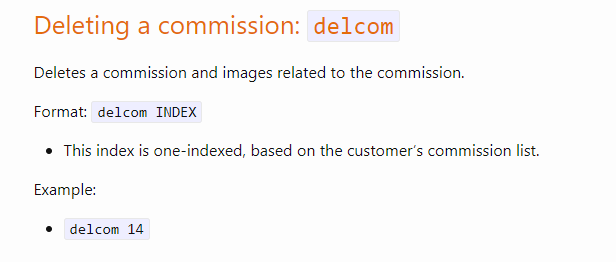 Deleting a commission: delcom
Deletes a commission and images related to the commission.
Format: delcom INDEX
• This index is one-indexed, based on the customer’s commission list.
Example:
• delcom 14